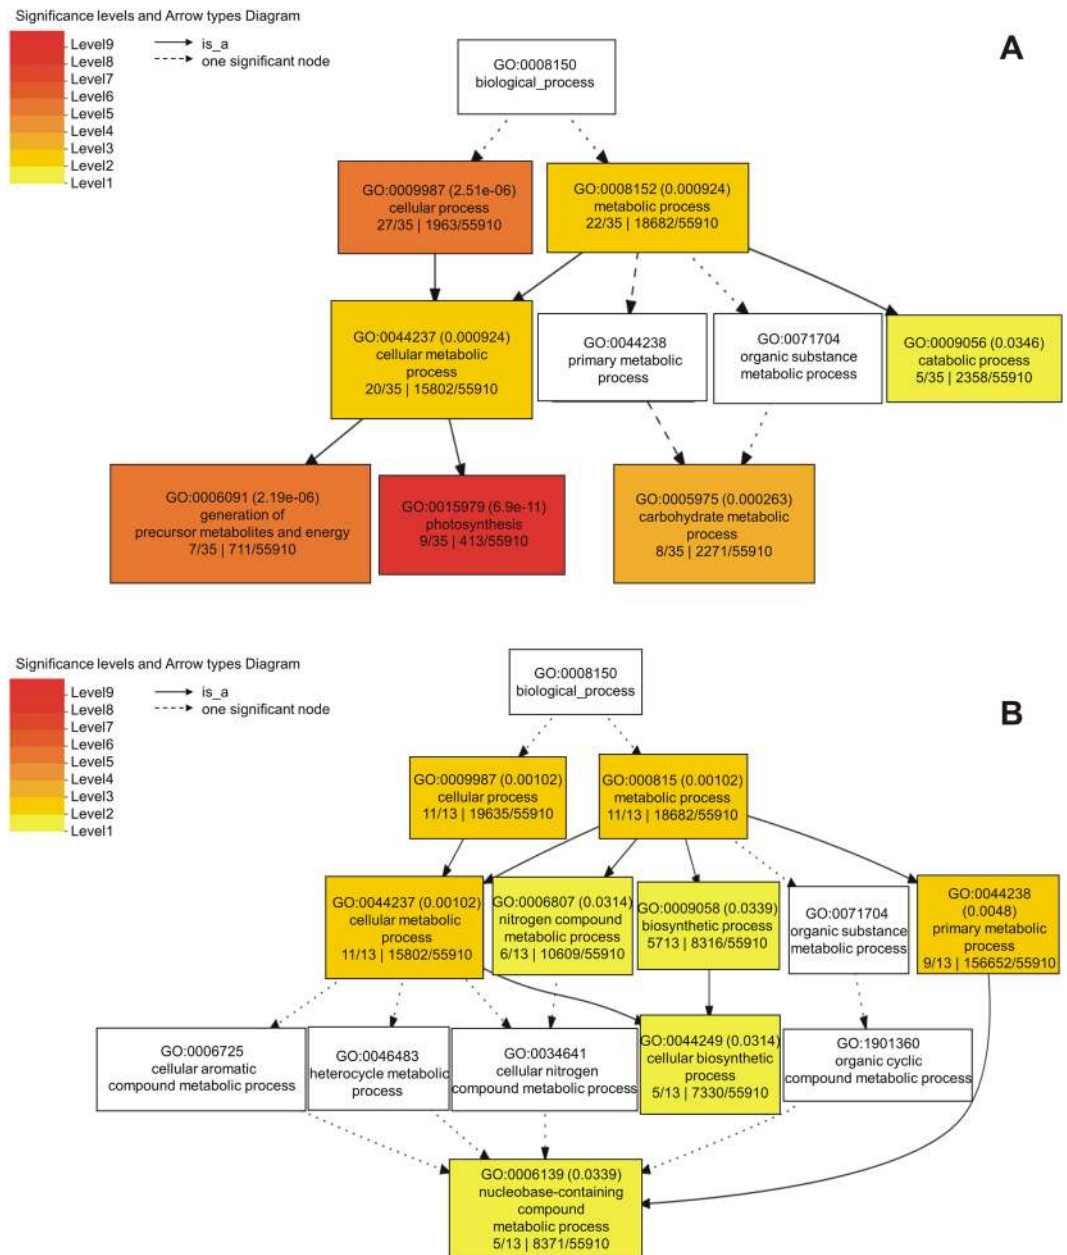 Significance levels and Arrow types Diagram
Level9
Level8
Level7
Level6
Level5
Level4
Level3
Level2
Level1
is_a
one significant node
A
GO:0008150
biological_process
GO:0009987 (2.51e-06)
cellular process
27/35 | 1963/55910
GO:0008152 (0.000924)
metabolic process
22/35 | 18682/55910
GO:0044237 (0.000924)
cellular metabolic
process
20/35 | 15802/55910
GO:0044238
primary metabolic
process
GO:0071704
organic substance
metabolic process
GO:0009056 (0.0346)
catabolic process
5/35 | 2358/55910
GO:0006091 (2.19e-06)
generation of
precursor metabolites and energy
7/35 | 711/55910
GO:0015979 (6.9e-11)
photosynthesis
9/35 | 413/55910
GO:0005975 (0.000263)
carbohydrate metabolic
process
8/35 | 2271/55910
Significance levels and Arrow types Diagram
Level9
Level8
Level7
Level6
Level5
Level4
Level3
Level2
Level1
is_a
one significant node
B
GO:0008150
biological_process
GO:0009987 (0.00102)
cellular process
11/13 | 19635/55910
GO:000815 (0.00102)
metabolic process
11/13 | 18682/55910
GO:0044237 (0.00102)
cellular metabolic
process
11/13 | 15802/55910
GO:0006807 (0.0314)
nitrogen compound
metabolic process
6/13 | 10609/55910
GO:0009058 (0.0339)
biosynthetic process
5713 | 8316/55910
GO:0071704
organic substance
metabolic process
GO:0044238
(0.0048)
primary metabolic
process
9/13 | 156652/55910
GO:0006725
cellular aromatic
compound metabolic process
GO:0046483
heterocycle metabolic
process
GO:0034641
cellular nitrogen
compound metabolic process
GO:0044249 (0.0314)
cellular biosynthetic
process
5/13 | 7330/55910
GO:1901360
organic cyclic
compound metabolic process
GO:0006139 (0.0339)
nucleobase-containing
compound
metabolic process
5/13 | 8371/55910